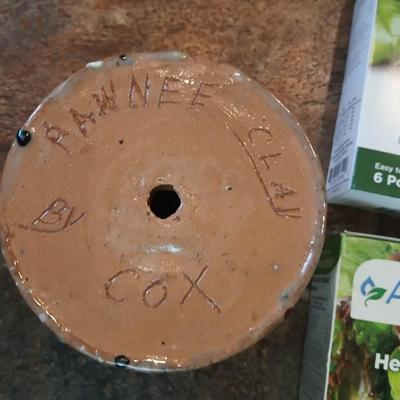 PAWNEE
CLAY
BY
COX
Easy to
6 Po
A
He